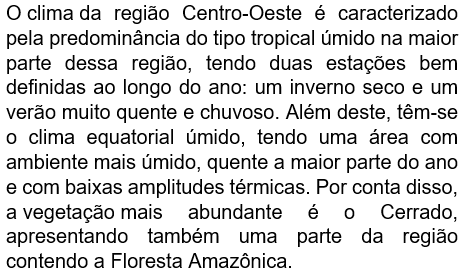 O clima da região Centro-Oeste é caracterizado
pela predominância do tipo tropical úmido na maior
parte dessa região, tendo duas estações bem
definidas ao longo do ano: um inverno seco e um
verão muito quente e chuvoso. Além deste, têm-se
o clima equatorial úmido, tendo uma área com
ambiente mais úmido, quente a maior parte do ano
e com baixas amplitudes térmicas. Por conta disso,
a vegetação mais abundante é o Cerrado,
apresentando também uma parte da região
contendo a Floresta Amazônica.